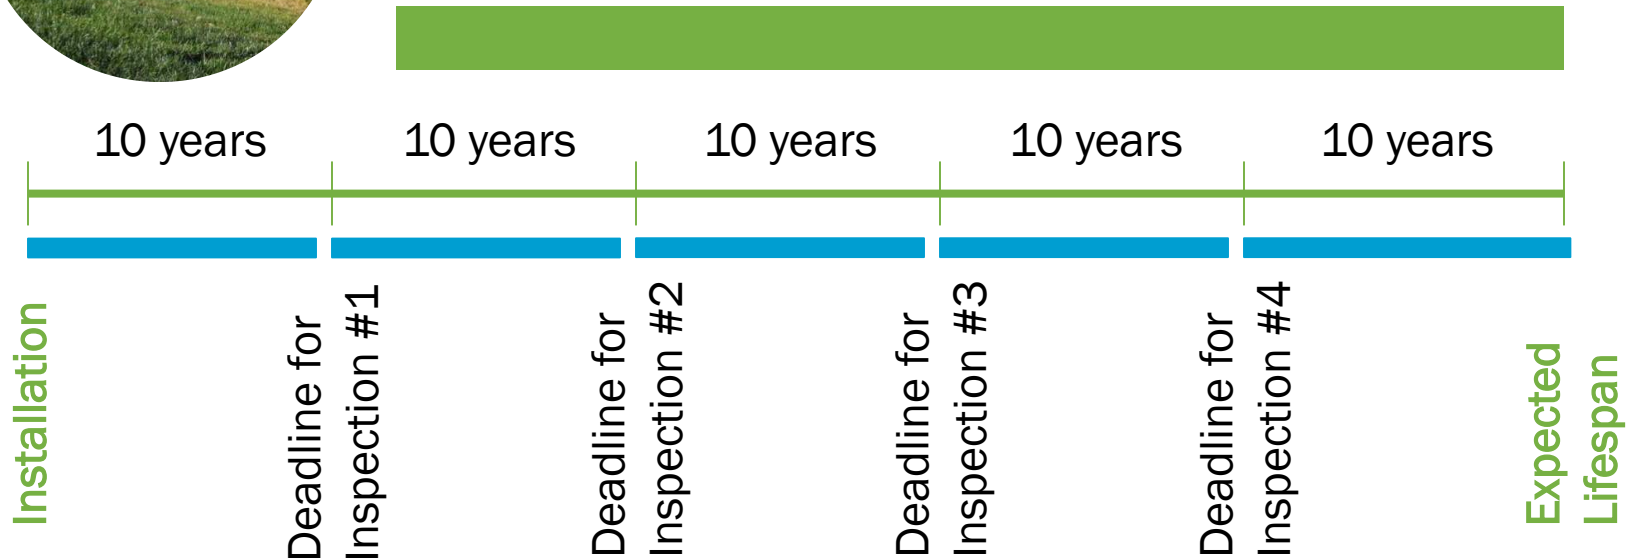 10 years
10 years
10 years
10 years
10 years
Installation
Deadline for
Inspection #1
Deadline for
Inspection #2
Deadline for
Inspection #3
Deadline for
Inspection #4
Expected
Lifespan